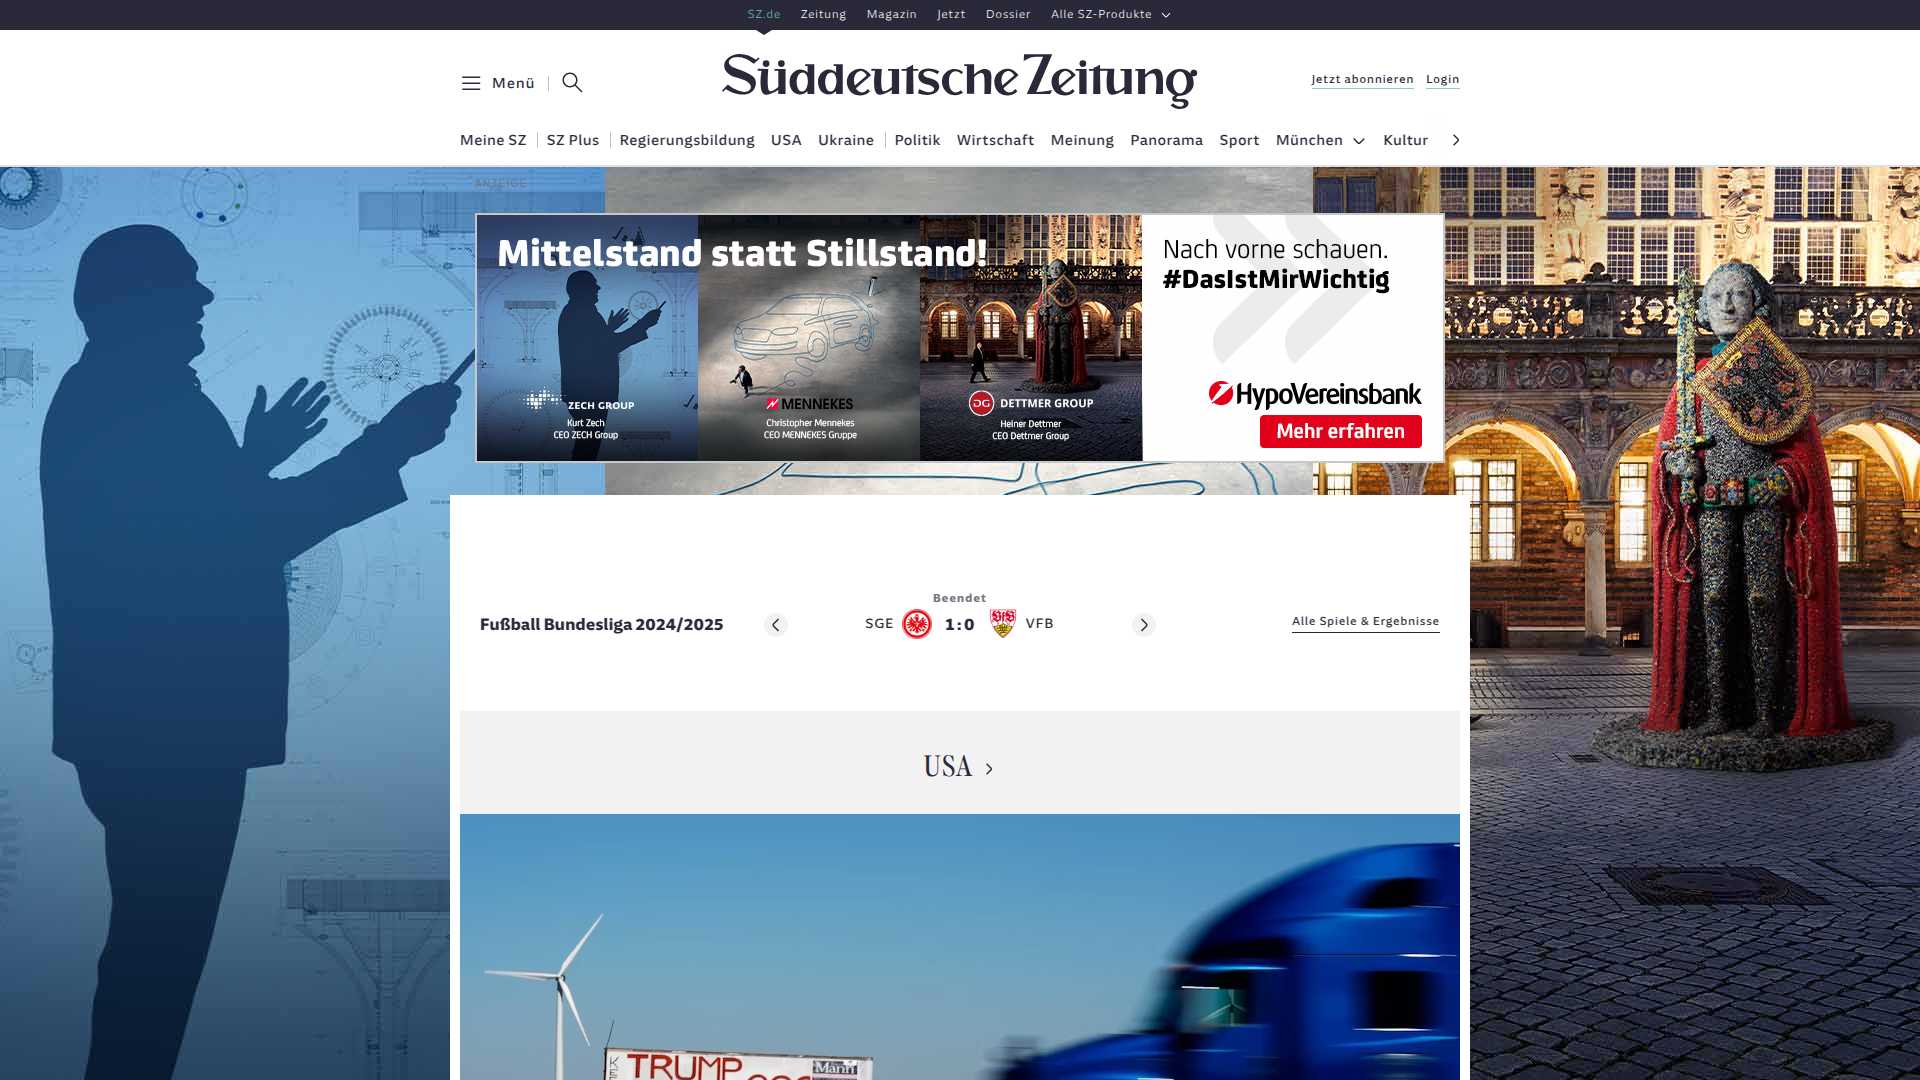 SZ.de Zeitung Magazin Jetzt Dossier Alle SZ-Produkte
Menü
Süddeutsche Zeitung
Jetzt abonnieren Login
Meine SZ SZ Plus Regierungsbildung USA Ukraine Politik Wirtschaft Meinung Panorama Sport München Kultur
ANZEIGE
Mittelstand statt Stillstand!
ZECH GROUP
Kurt Zech
CEO ZECH Group
MENNEKES
Christopher Mennekes
CEO MENNEKES Gruppe
DG DETTMER GROUP
Heiner Dettmer
CEO Dettmer Group
Nach vorne schauen.
#DasIstMirWichtig
HypoVereinsbank
Mehr erfahren
Beendet
Fußball Bundesliga 2024/2025
SGE 1:0 VfB VFB
Alle Spiele & Ergebnisse
USA
TRUMP
Mann